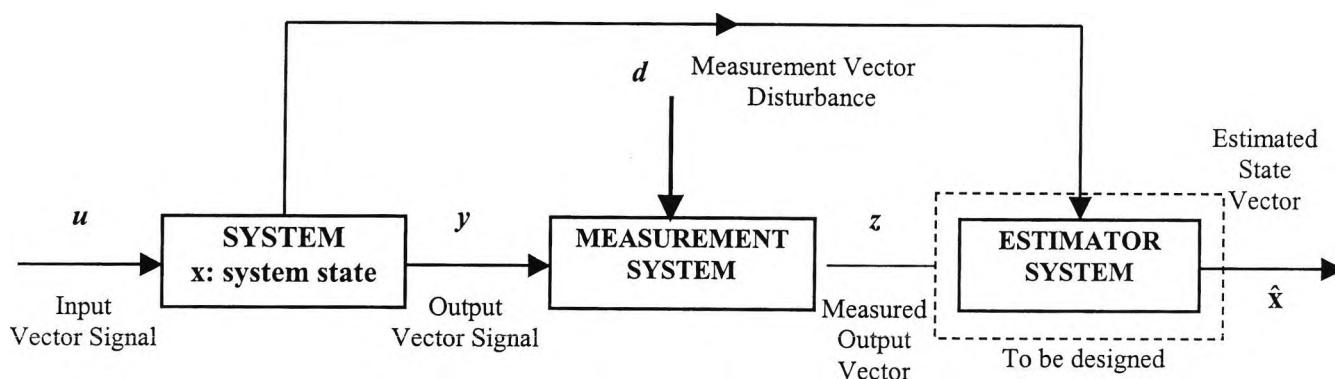 d
Measurement Vector
Disturbance
Estimated
State
Vector
u
SYSTEM
x: system state
y
MEASUREMENT
SYSTEM
z
ESTIMATOR
SYSTEM
x̂
Input
Vector Signal
Output
Vector Signal
Measured
Output
Vector
To be designed